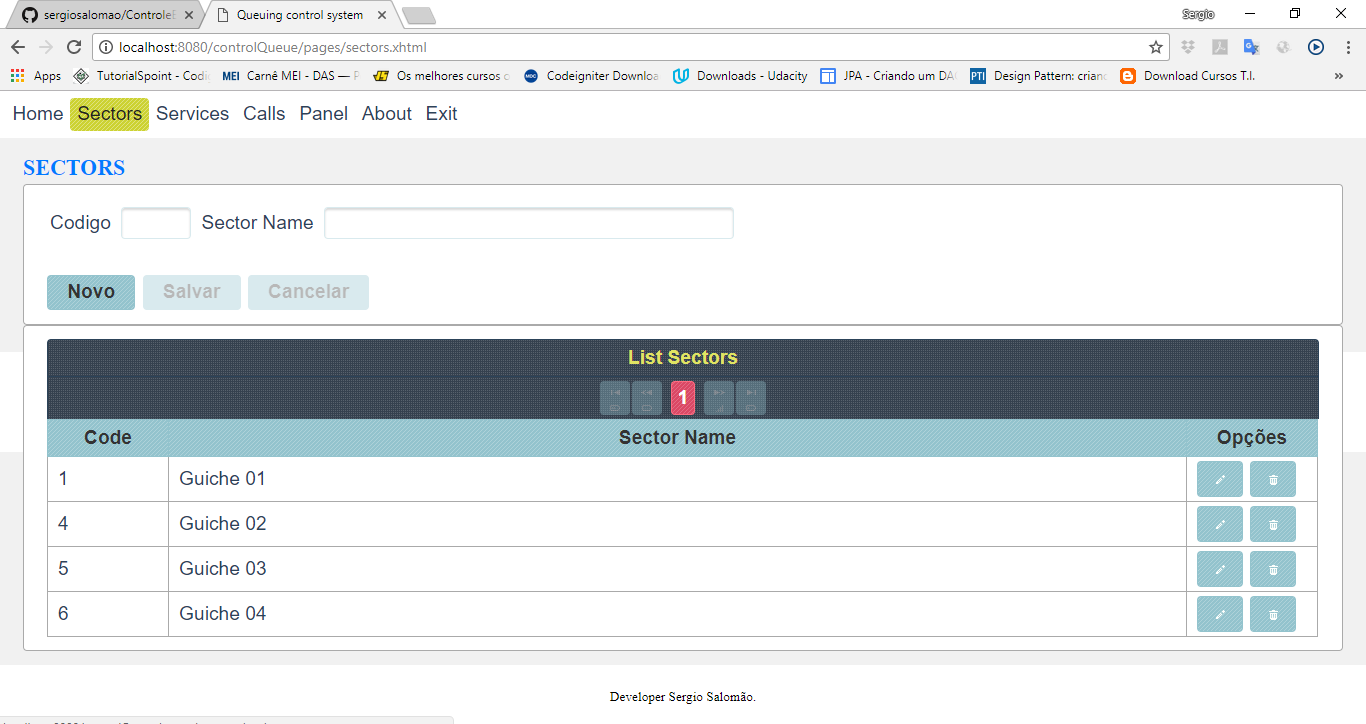 sergiosalomao/ControleF
Queuing control system
Sergio
localhost:8080/controlQueue/pages/sectors.xhtml
Apps
TutorialSpoint - Codi
MEI Carnê MEI - DAS — P
Os melhores cursos o
MDC Codeigniter Downloa
Downloads - Udacity
JPA - Criando um DA
PTI Design Pattern: crianc
Download Cursos T.I.
»
Home Sectors Services Calls Panel About Exit
SECTORS
Codigo Sector Name
Novo Salvar Cancelar
List Sectors
1
Code Sector Name Opções
1 Guiche 01
4 Guiche 02
5 Guiche 03
6 Guiche 04
Developer Sergio Salomão.